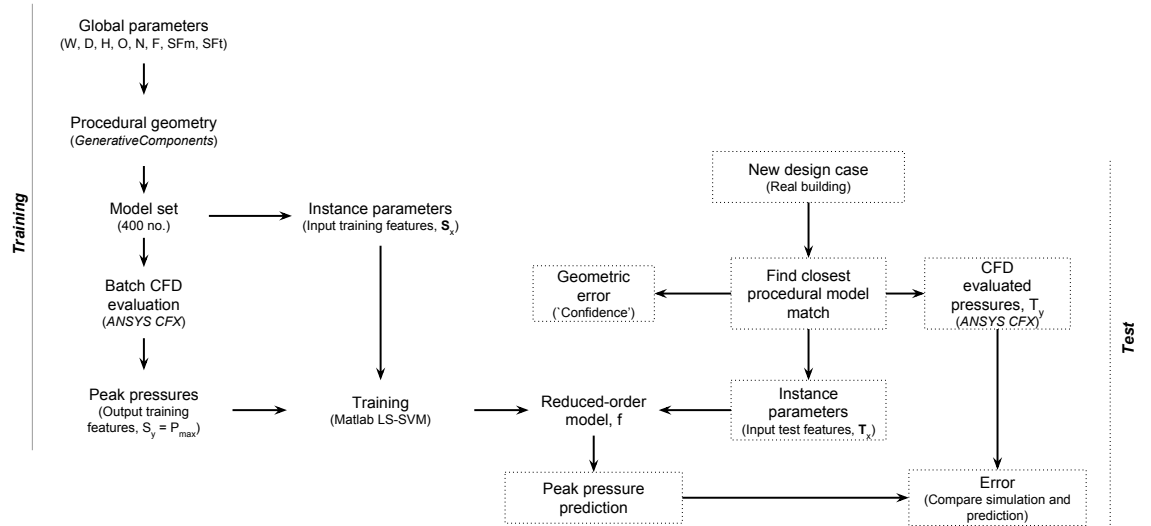 Training
Global parameters
(W, D, H, O, N, F, SFm, SFt)
Procedural geometry
(GenerativeComponents)
Model set
(400 no.)
Instance parameters
(Input training features, Sx)
Batch CFD
evaluation
(ANSYS CFX)
Peak pressures
(Output training
features, Sy = Pmax)
Training
(Matlab LS-SVM)
Reduced-order
model, f
New design case
(Real building)
Geometric
error
(`Confidence')
Find closest
procedural model
match
CFD
evaluated
pressures, Ty
(ANSYS CFX)
Instance
parameters
(Input test features, Tx)
Peak pressure
prediction
Error
(Compare simulation and
prediction)
Test